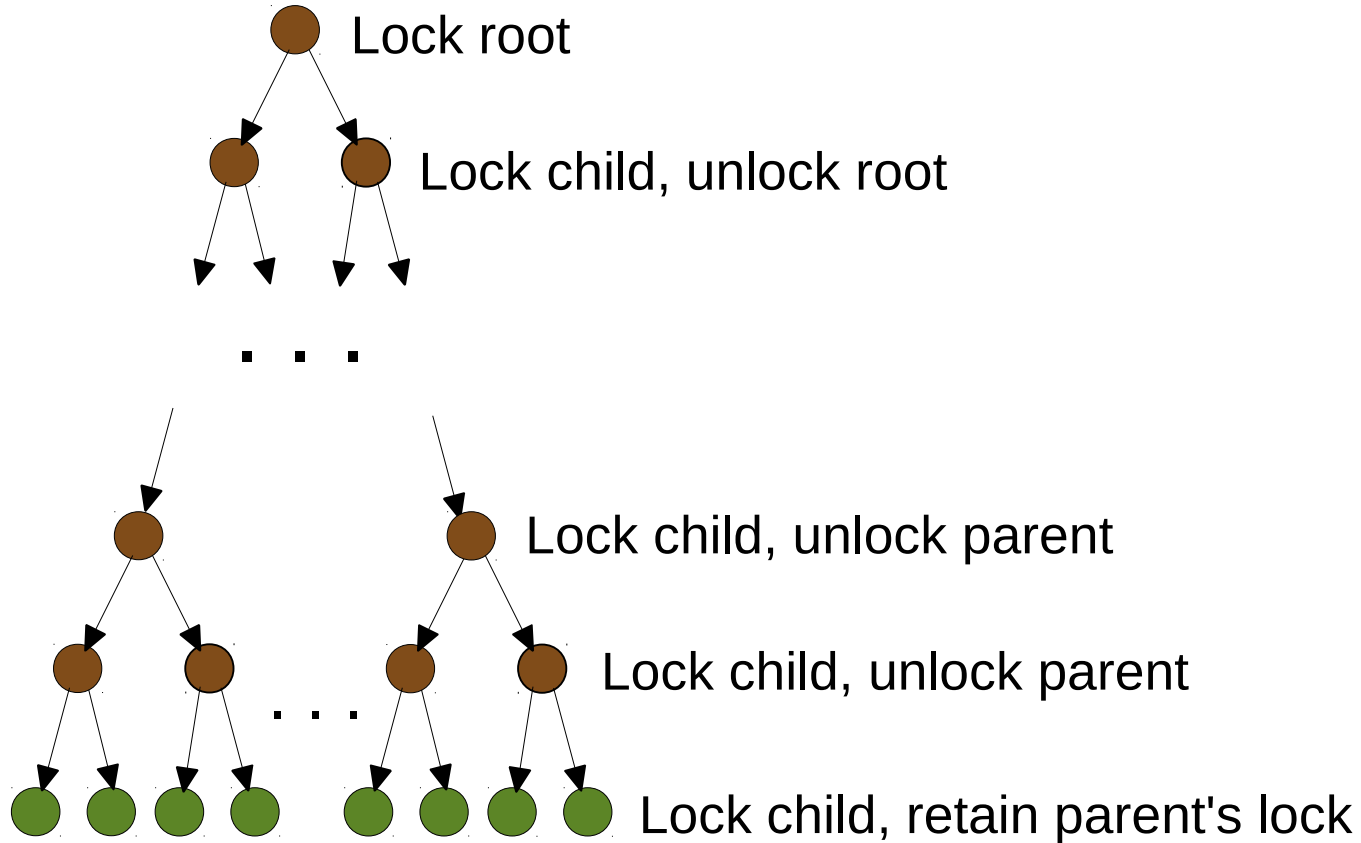 Lock root
Lock child, unlock root
. . .
Lock child, unlock parent
Lock child, unlock parent
. . .
Lock child, retain parent's lock